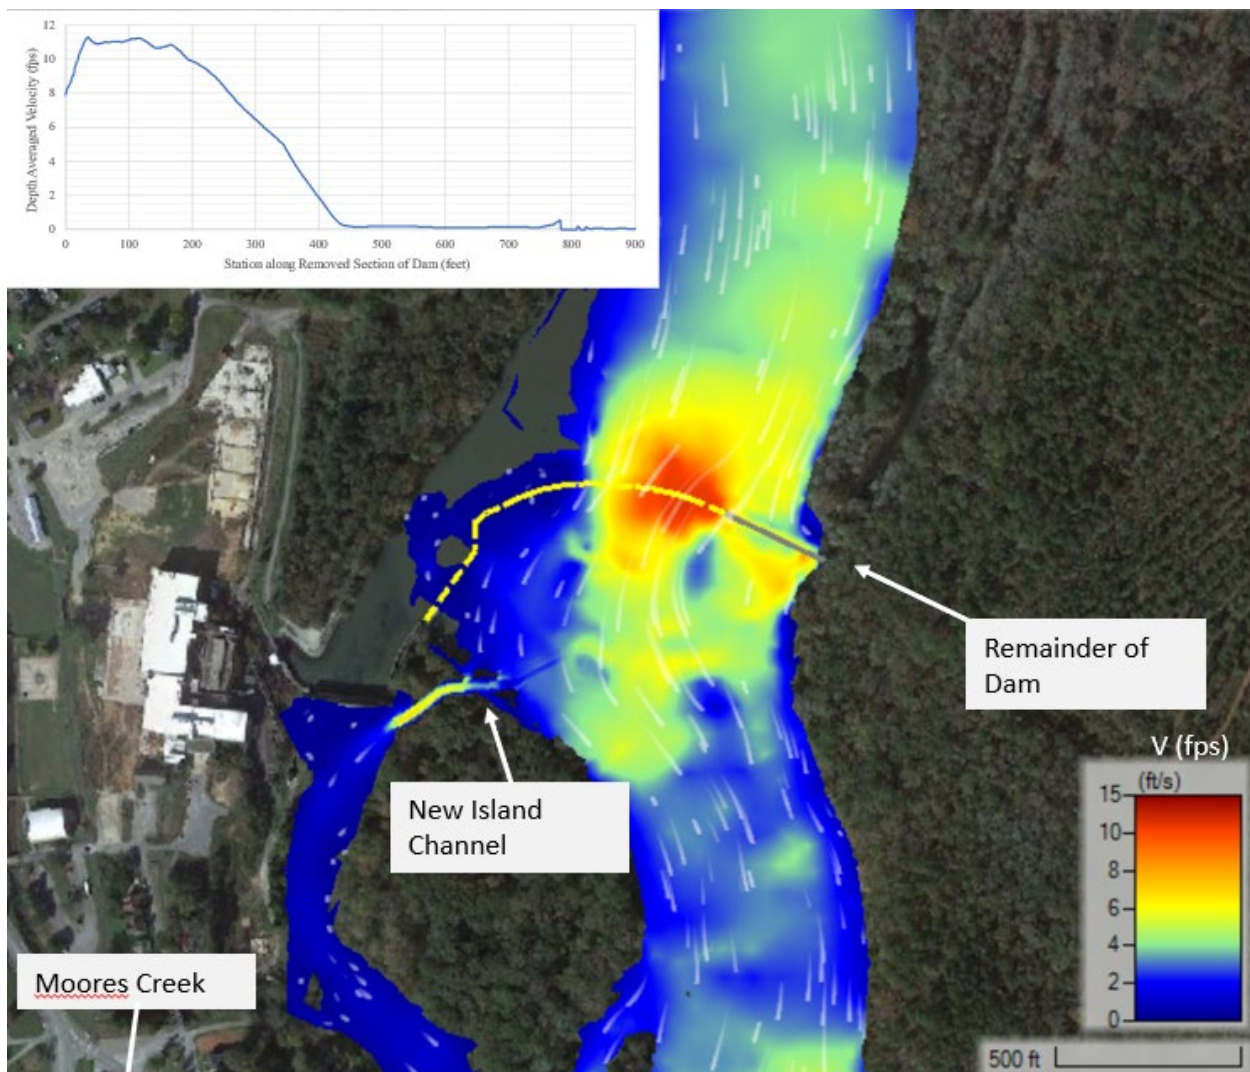 12
10
8
6
4
2
0
Depth Averaged Velocity (fps)
0 100 200 300 400 500 600 700 800 900
Station along Removed Section of Dam (feet)
Remainder of
Dam
New Island
Channel
Moores Creek
V (fps)
(ft/s)
15
10
8
6
4
2
0
500 ft